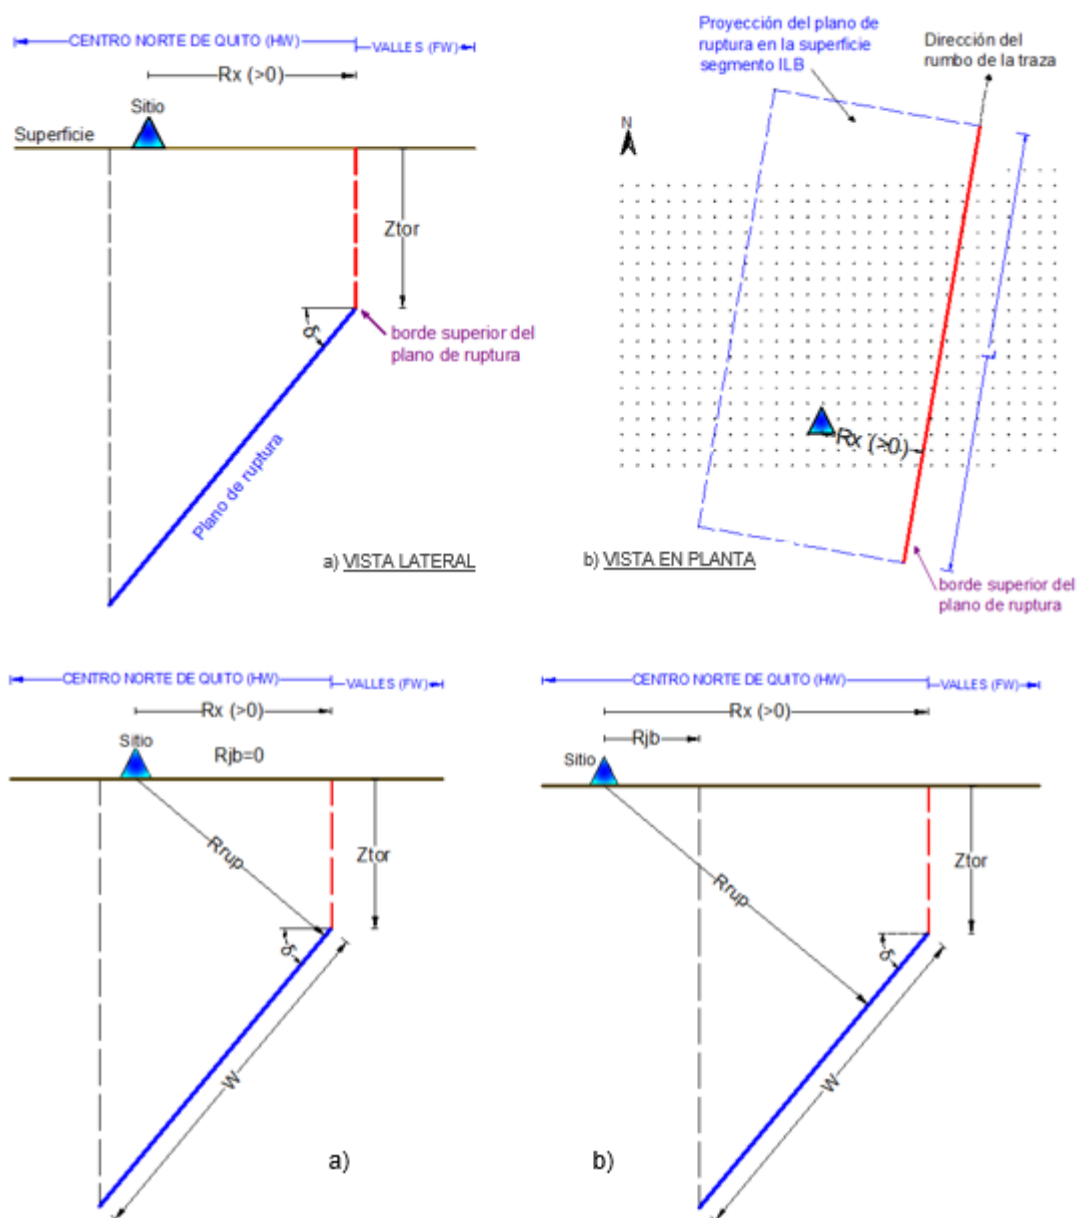 CENTRO NORTE DE QUITO (HW)
VALLES (FW)
Rx (>0)
Sitio
Superficie
Ztor
δ
borde superior del
plano de ruptura
Plano de ruptura
a) VISTA LATERAL
Proyección del plano de
ruptura en la superficie
segmento ILB
Dirección del
rumbo de la traza
N
Rx (>0)
b) VISTA EN PLANTA
borde superior del
plano de ruptura
CENTRO NORTE DE QUITO (HW)
VALLES (FW)
Rx (>0)
Sitio
Rjb=0
Rrup
Ztor
δ
W
a)
CENTRO NORTE DE QUITO (HW)
VALLES (FW)
Rx (>0)
Rjb
Sitio
Rrup
Ztor
δ
W
b)